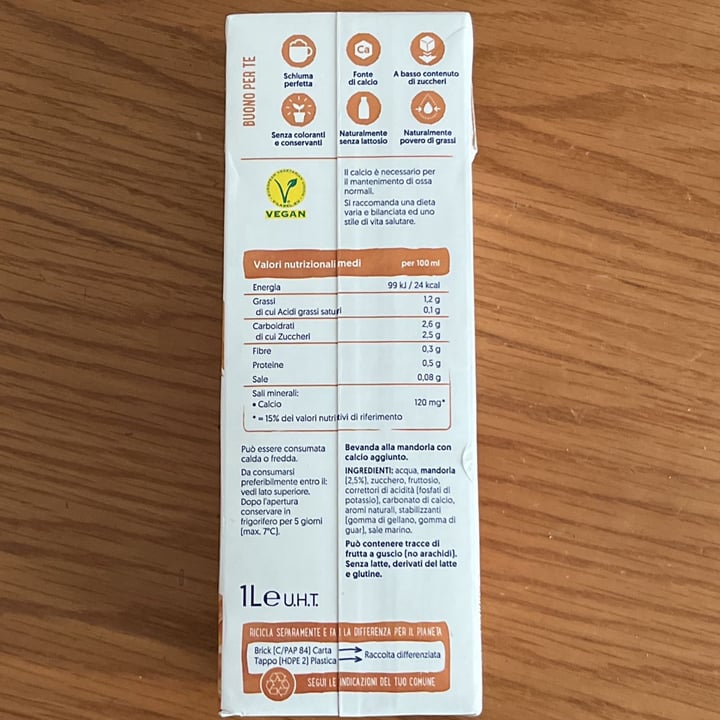 BUONO PER TE
Schiuma
perfetta
Ca
Fonte
di calcio
A basso contenuto
di zuccheri
Senza coloranti
e conservanti
Naturalmente
senza lattosio
Naturalmente
povero di grassi
VEGAN
Il calcio è necessario per
il mantenimento di ossa
normali.
Si raccomanda una dieta
varia e bilanciata ed uno
stile di vita salutare.
Valori nutrizionali medi per 100 ml
Energia 99 kJ / 24 kcal
Grassi 1,2 g
di cui Acidi grassi saturi 0,1 g
Carboidrati 2,6 g
di cui Zuccheri 2,5 g
Fibre 0,3 g
Proteine 0,5 g
Sale 0,08 g
Sali minerali:
• Calcio 120 mg*
* = 15% dei valori nutritivi di riferimento
Può essere consumata
calda o fredda.
Da consumarsi
preferibilmente entro il:
vedi lato superiore.
Dopo l'apertura
conservare in
frigorifero per 5 giorni
(max. 7°C).
Bevanda alla mandorla con
calcio aggiunto.
INGREDIENTI: acqua, mandorla
(2,5%), zucchero, fruttosio,
correttori di acidità (fosfati di
potassio), carbonato di calcio,
aromi naturali, stabilizzanti
(gomma di gellano, gomma di
guar), sale marino.
Può contenere tracce di
frutta a guscio (no arachidi).
Senza latte, derivati del latte
e glutine.
1L e U.H.T.
RICICLA SEPARATAMENTE E FAI LA DIFFERENZA PER IL PIANETA
Brick (C/PAP 84) Carta
Tappo (HDPE 2) Plastica
Raccolta differenziata
SEGUI LE INDICAZIONI DEL TUO COMUNE